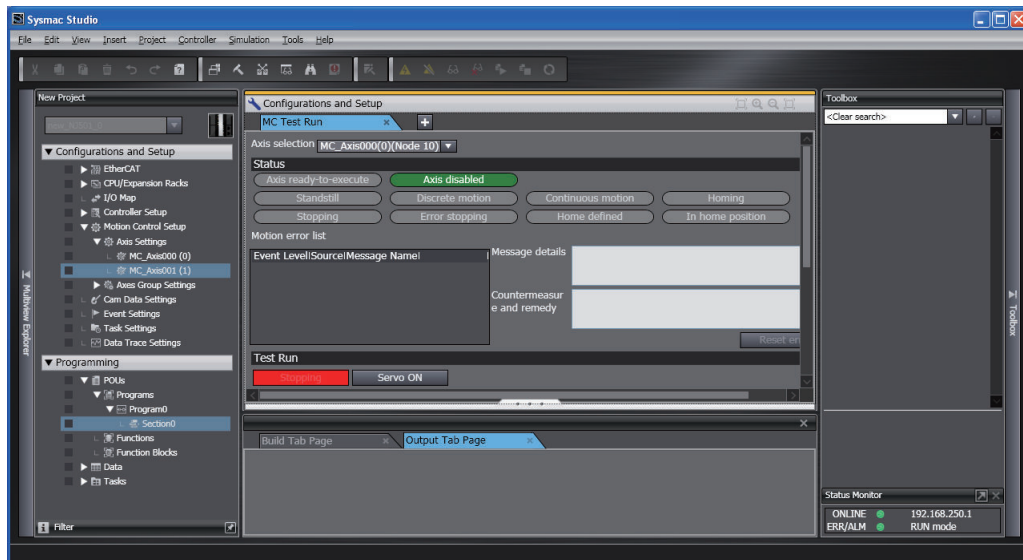 Sysmac Studio
File Edit View Insert Project Controller Simulation Tools Help
New Project
new_NJ501_0
Configurations and Setup
EtherCAT
CPU/Expansion Racks
I/O Map
Controller Setup
Motion Control Setup
Axis Settings
MC_Axis000 (0)
MC_Axis001 (1)
Axes Group Settings
Cam Data Settings
Event Settings
Task Settings
Data Trace Settings
Programming
POUs
Programs
Program0
Section0
Functions
Function Blocks
Data
Tasks
Filter
Multiview Explorer
Configurations and Setup
MC Test Run
Axis selection MC_Axis000(0)(Node 10)
Status
Axis ready-to-execute Axis disabled
Standstill Discrete motion Continuous motion Homing
Stopping Error stopping Home defined In home position
Motion error list
Event Level|Source|Message Name|
Message details
Countermeasur
e and remedy
Reset en
Test Run
Stopping Servo ON
Build Tab Page Output Tab Page
Toolbox
<Clear search>
Toolbox
Status Monitor
ONLINE 192.168.250.1
ERR/ALM RUN mode